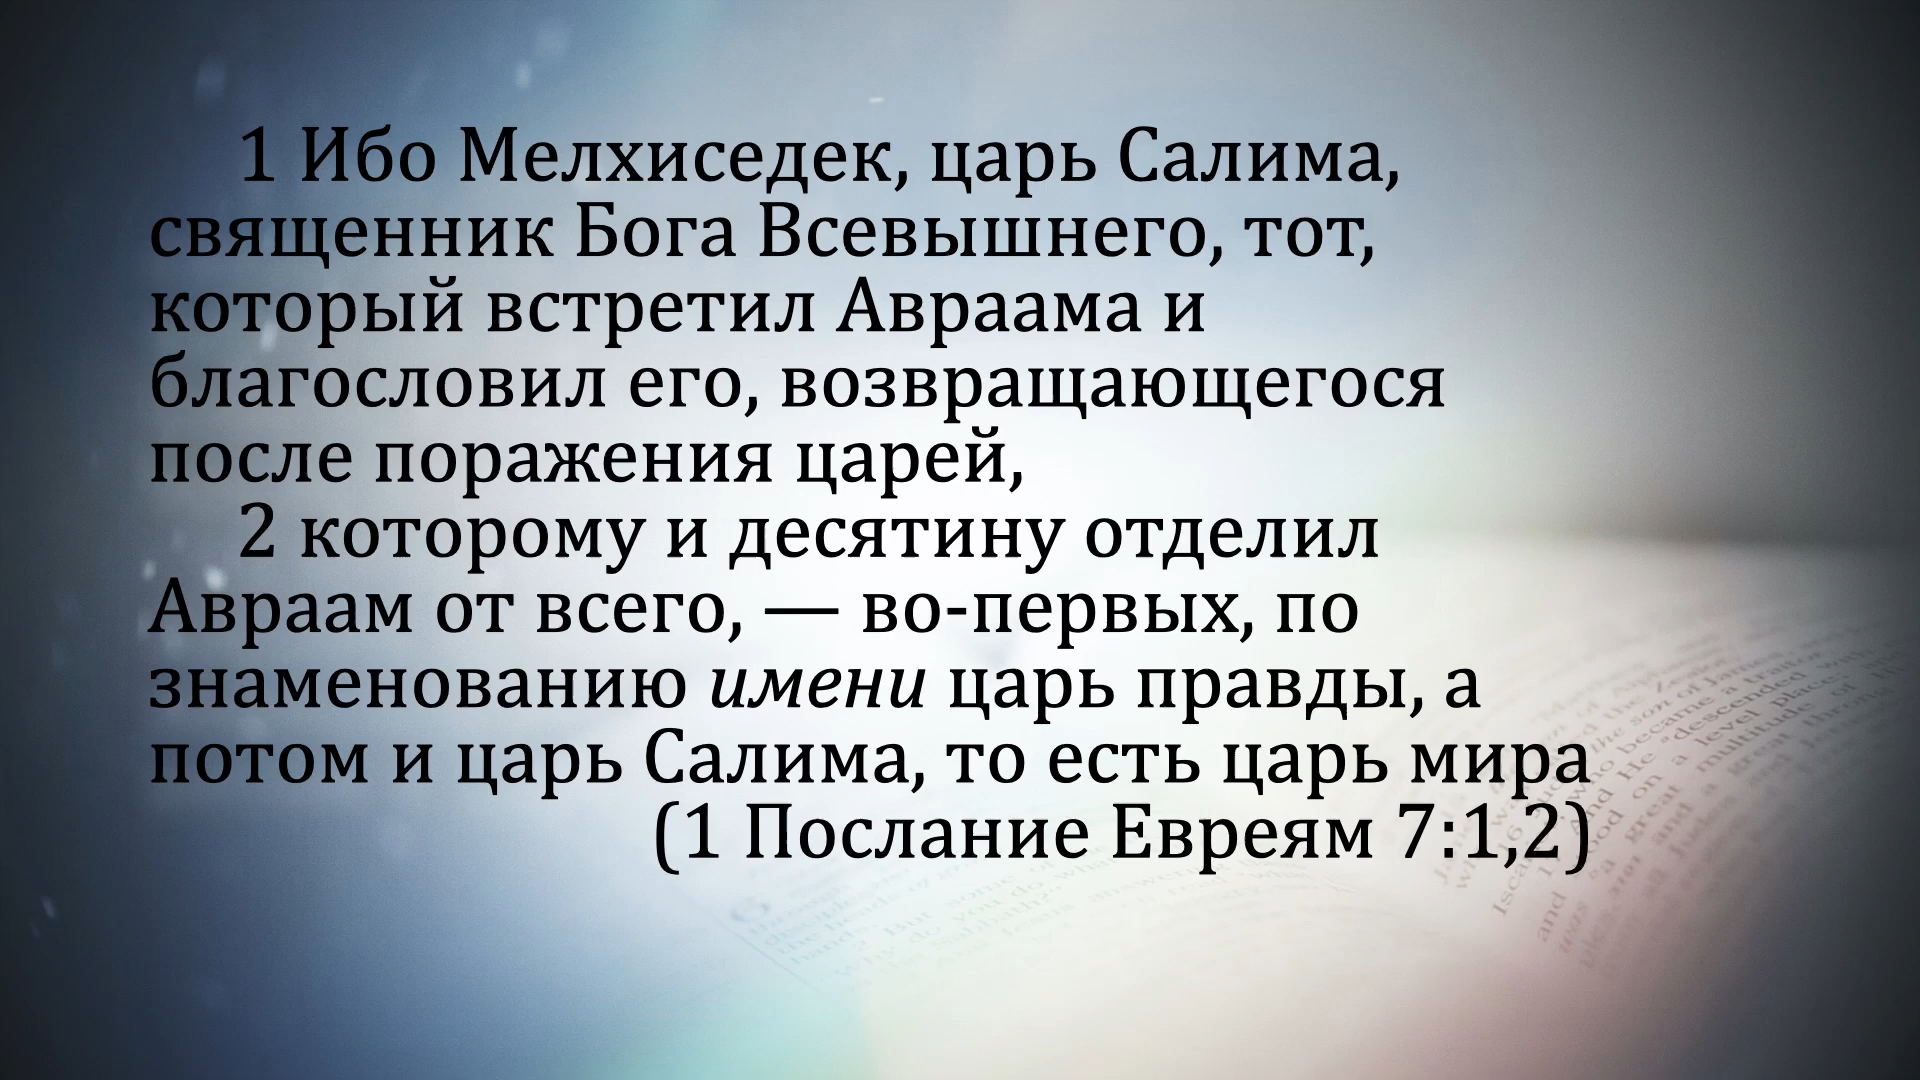 1 Ибо Мелхиседек, царь Салима,
священник Бога Всевышнего, тот,
который встретил Авраама и
благословил его, возвращающегося
после поражения царей,
2 которому и десятину отделил
Авраам от всего, — во-первых, по
знаменованию имени царь правды, а
потом и царь Салима, то есть царь мира
(1 Послание Евреям 7:1,2)